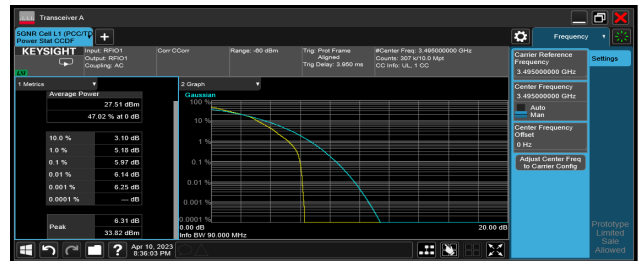 Transceiver A
5GNR Cell L1 (PCC/TD
Power Stat CCDF
Frequency
KEYSIGHT
Input: RFIO1
Output: RFIO1
Coupling: AC
Corr CCorr
Range: -60 dBm
Trig: Prot Frame
Aligned
Trig Delay: 3.950 ms
#Center Freq: 3.495000000 GHz
Counts: 307 k/10.0 Mpt
CC Info: UL, 1 CC
LU
1 Metrics
Average Power
27.51 dBm
47.02 % at 0 dB
10.0 % 3.10 dB
1.0 % 5.18 dB
0.1 % 5.97 dB
0.01 % 6.14 dB
0.001 % 6.25 dB
0.0001 % — dB
Peak
6.31 dB
33.82 dBm
2 Graph
Gaussian
100 %
10 %
1 %
0.1 %
0.01 %
0.001 %
0.0001 %
0.00 dB
20.00 dB
Info BW 90.000 MHz
Carrier Reference
Frequency
3.495000000 GHz
Center Frequency
3.495000000 GHz
Auto
Man
Center Frequency
Offset
0 Hz
Adjust Center Freq
to Carrier Config
Settings
Prototype
Limited
Sale
Allowed
?
Apr 10, 2023
8:36:03 PM